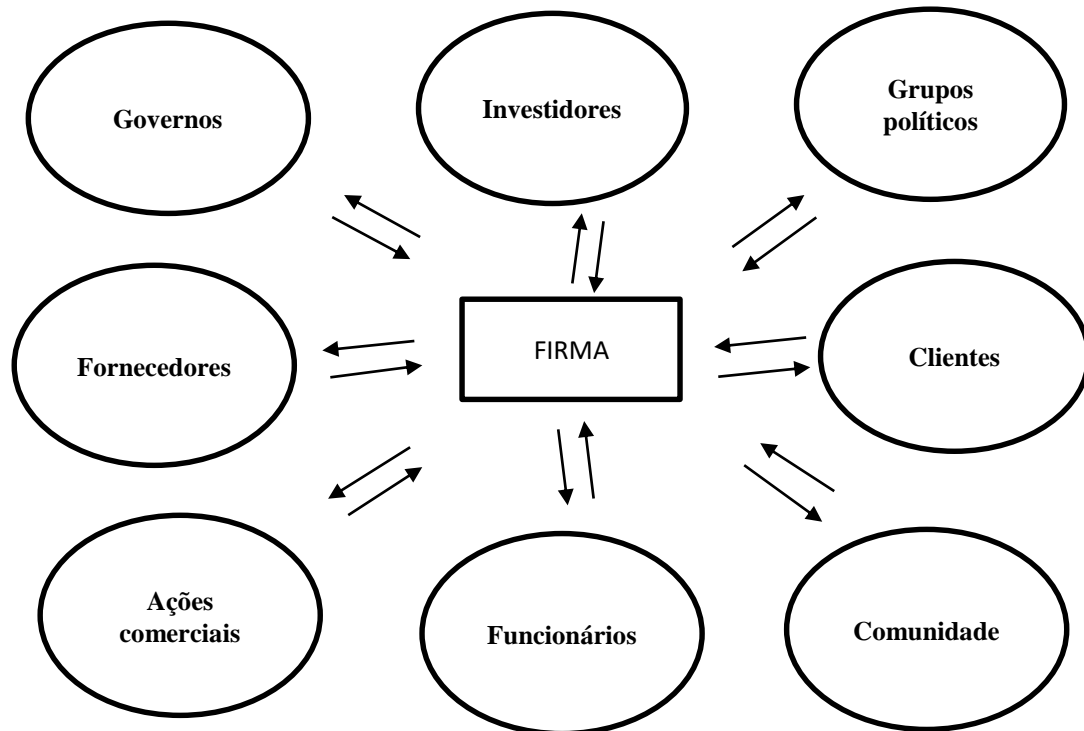 Governos
Investidores
Grupos
políticos
Fornecedores
FIRMA
Clientes
Ações
comerciais
Funcionários
Comunidade